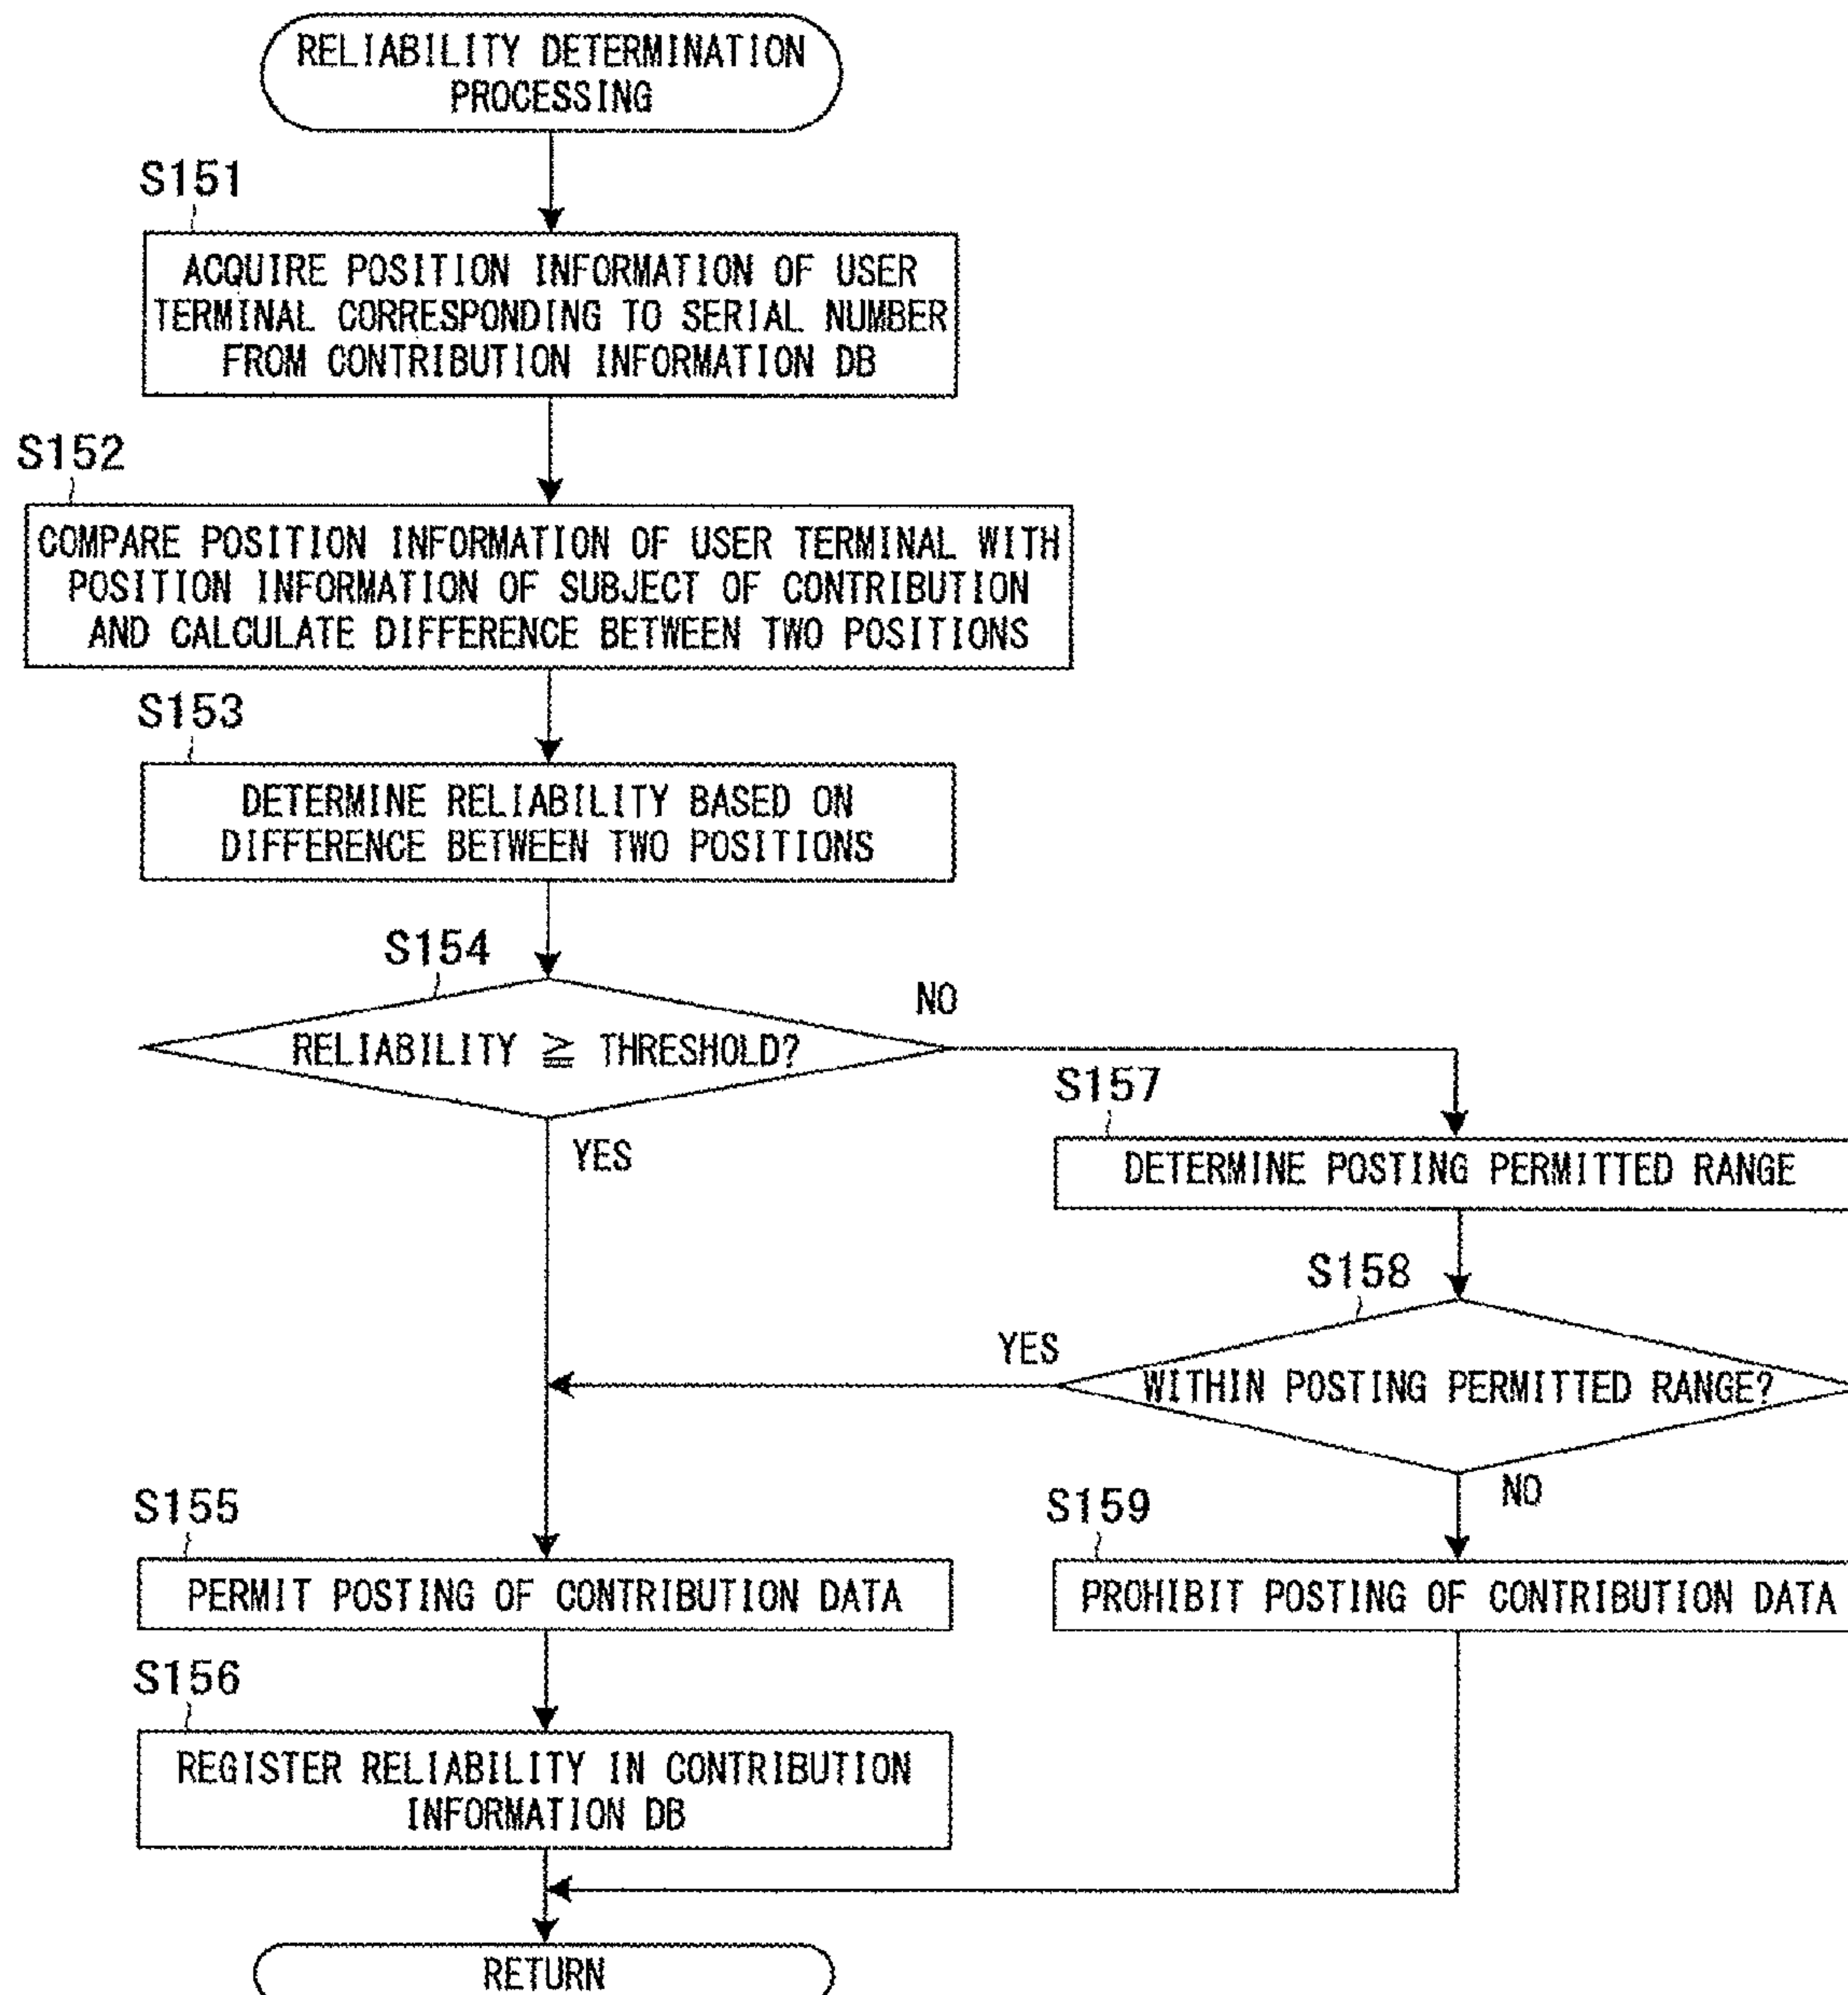 RELIABILITY DETERMINATION
PROCESSING
S151
ACQUIRE POSITION INFORMATION OF USER
TERMINAL CORRESPONDING TO SERIAL NUMBER
FROM CONTRIBUTION INFORMATION DB
S152
COMPARE POSITION INFORMATION OF USER TERMINAL WITH
POSITION INFORMATION OF SUBJECT OF CONTRIBUTION
AND CALCULATE DIFFERENCE BETWEEN TWO POSITIONS
S153
DETERMINE RELIABILITY BASED ON
DIFFERENCE BETWEEN TWO POSITIONS
S154
RELIABILITY ≧ THRESHOLD?
NO
YES
S157
DETERMINE POSTING PERMITTED RANGE
S158
WITHIN POSTING PERMITTED RANGE?
YES
NO
S155
PERMIT POSTING OF CONTRIBUTION DATA
S159
PROHIBIT POSTING OF CONTRIBUTION DATA
S156
REGISTER RELIABILITY IN CONTRIBUTION
INFORMATION DB
RETURN